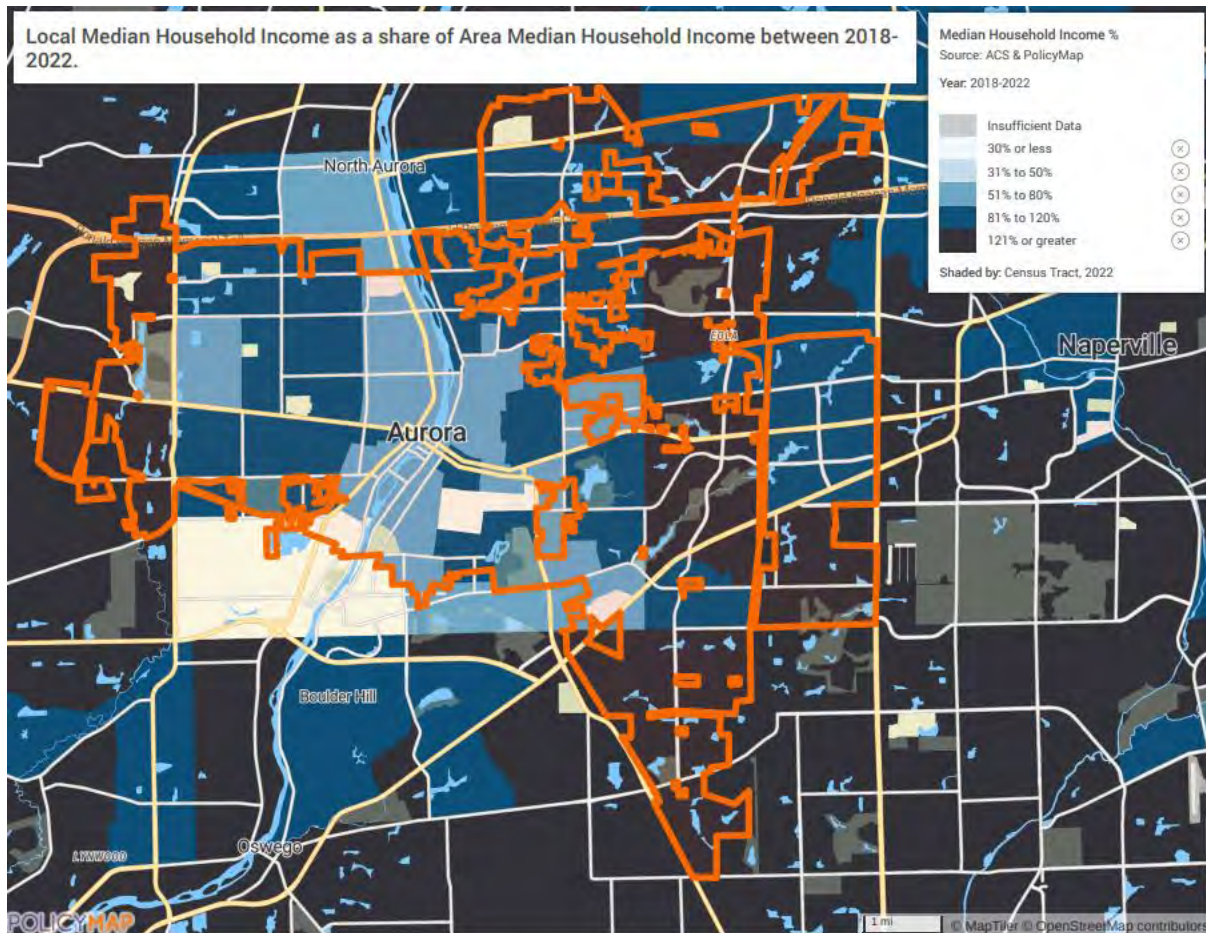 Local Median Household Income as a share of Area Median Household Income between 2018-
2022.
Median Household Income %
Source: ACS & PolicyMap
Year: 2018-2022
Insufficient Data
30% or less
31% to 50%
51% to 80%
81% to 120%
121% or greater
Shaded by: Census Tract, 2022
North Aurora
EOLA
Naperville
Aurora
Boulder Hill
Oswego
LYNWOOD
POLICYMAP
1 mi
© MapTiler © OpenStreetMap contributors